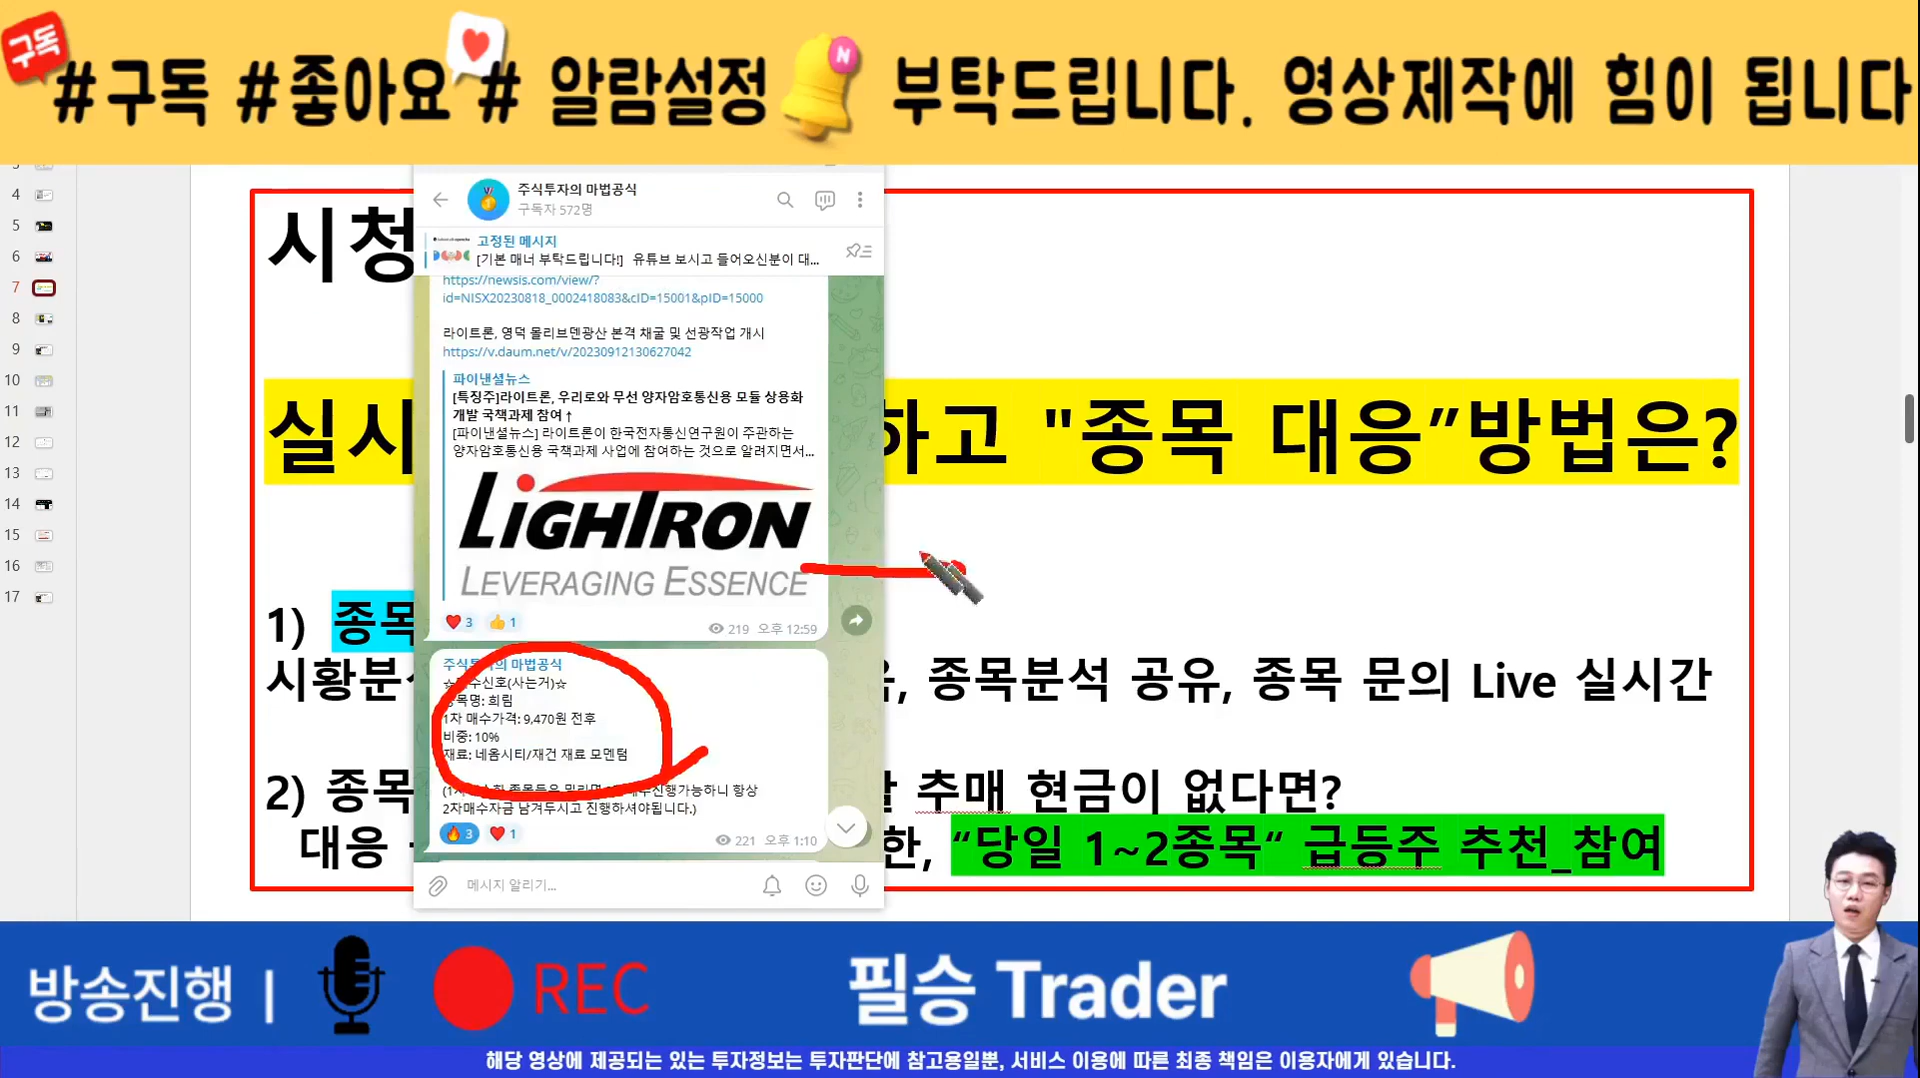 구독
#구독 #좋아요 # 알람설정 N 부탁드립니다. 영상제작에 힘이 됩니다
4
5
6
7
8
9
10
11
12
13
14
15
16
17
시청
실시 하고 "종목 대응”방법은?
1) 종목
시황분 , 종목분석 공유, 종목 문의 Live 실시간
2) 종목 추매 현금이 없다면?
대응 한, “당일 1~2종목“ 급등주 추천_참여
주식투자의 마법공식
구독자 572명
고정된 메시지
[기본 매너 부탁드립니다!] 유튜브 보시고 들어오신분이 대...
https://newsis.com/view/?
id=NISX20230818_0002418083&cID=15001&pID=15000
라이트론, 영덕 몰리브덴광산 본격 채굴 및 선광작업 개시
https://v.daum.net/v/20230912130627042
파이낸셜뉴스
[특징주]라이트론, 우리로와 무선 양자암호통신용 모듈 상용화
개발 국책과제 참여↑
[파이낸셜뉴스] 라이트론이 한국전자통신연구원이 주관하는
양자암호통신용 국책과제 사업에 참여하는 것으로 알려지면서...
LIGHTRON
LEVERAGING ESSENCE
3 1
219 오후 12:59
주식투자의 마법공식
☆매수신호(사는거)☆
종목명: 희림
1차 매수가격: 9,470원 전후
비중: 10%
재료: 네옴시티/재건 재료 모멘텀
진행가능하니 항상
2차매수자금 남겨두시고 진행하셔야됩니다.)
3 1
221 오후 1:10
메시지 알리기...
방송진행 | REC 필승 Trader
해당 영상에 제공되는 있는 투자정보는 투자판단에 참고용일뿐, 서비스 이용에 따른 최종 책임은 이용자에게 있습니다.